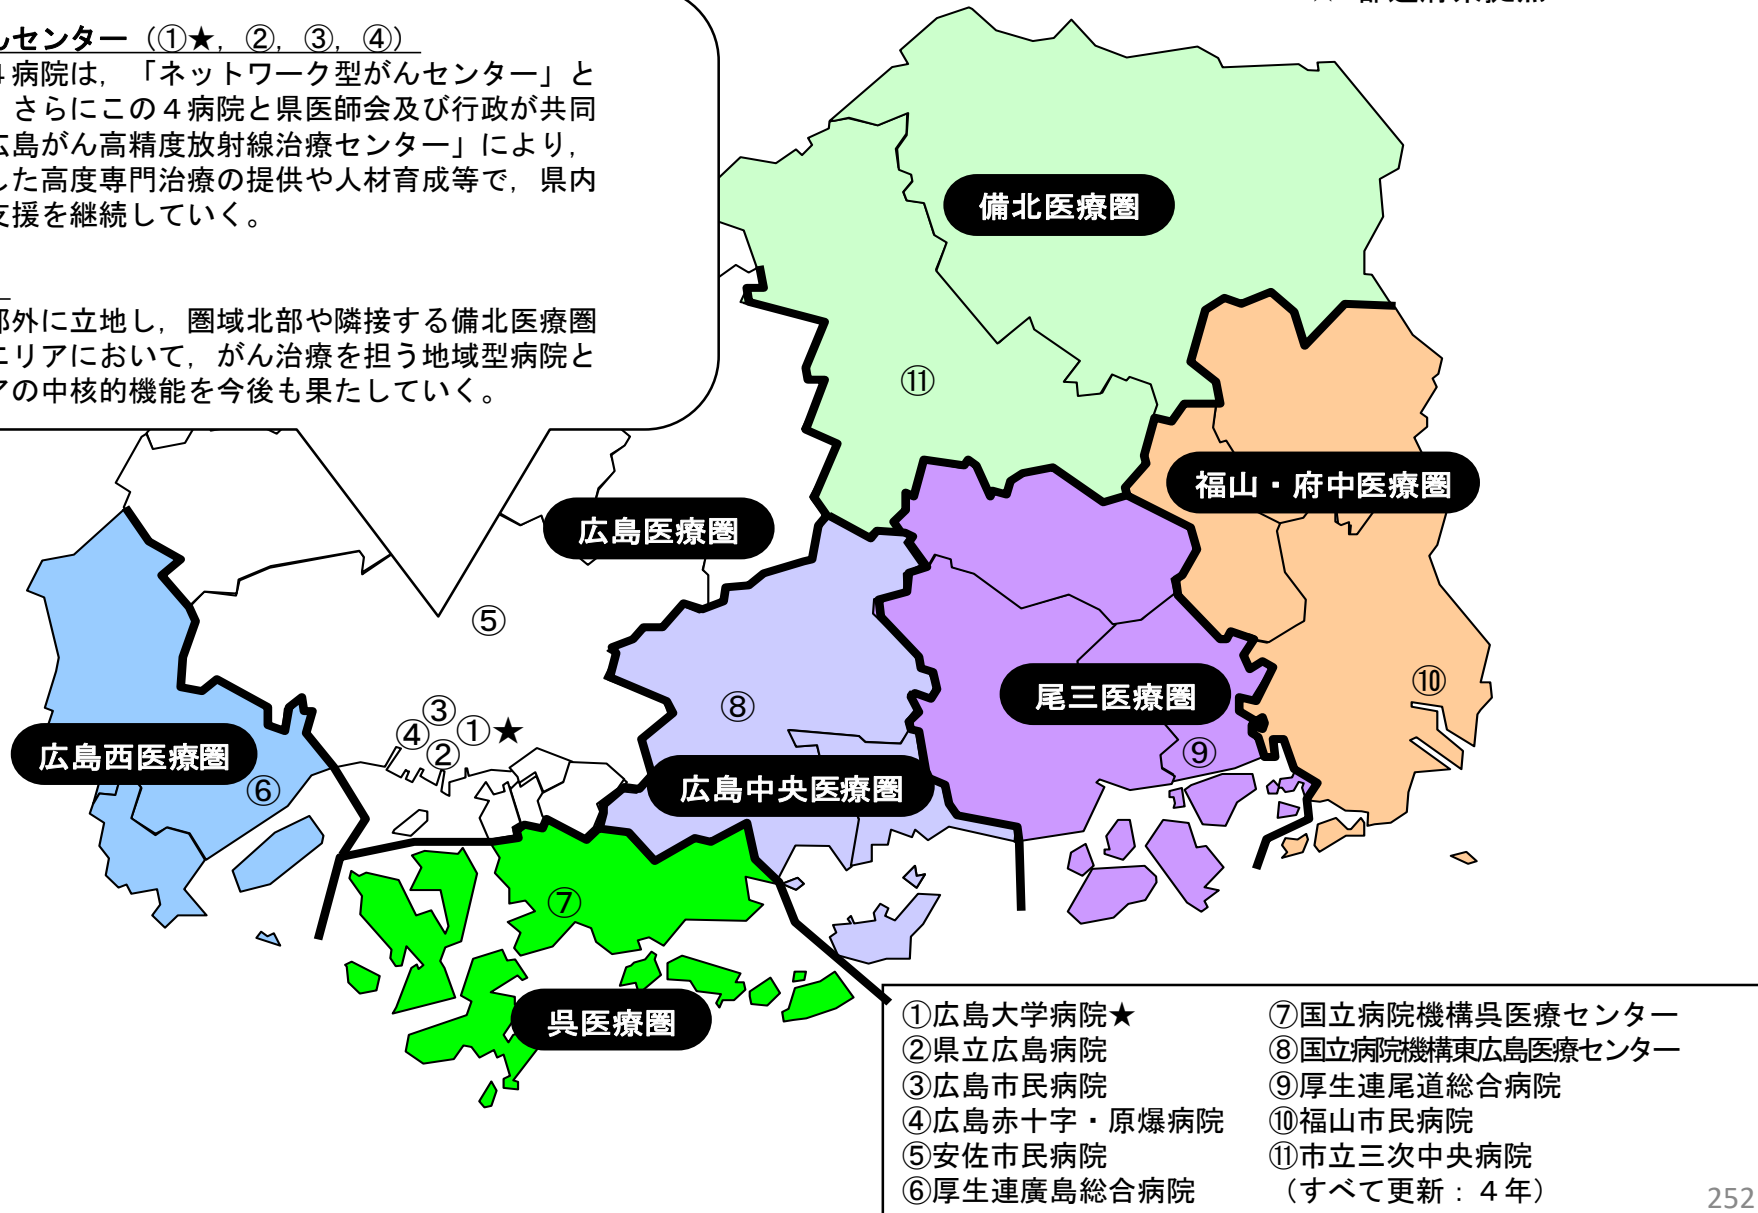 んセンター（①★，②，③，④）
４病院は，「ネットワーク型がんセンター」と
さらにこの４病院と県医師会及び行政が共同
広島がん高精度放射線治療センター」により，
した高度専門治療の提供や人材育成等で，県内
支援を継続していく。
郊外に立地し，圏域北部や隣接する備北医療圏
エリアにおいて，がん治療を担う地域型病院と
アの中核的機能を今後も果たしていく。
備北医療圏
⑪
福山・府中医療圏
広島医療圏
⑤
尾三医療圏
⑩
⑧
③
④
①★
②
⑨
広島西医療圏
⑥
広島中央医療圏
⑦
呉医療圏
①広島大学病院★
②県立広島病院
③広島市民病院
④広島赤十字・原爆病院
⑤安佐市民病院
⑥厚生連廣島総合病院
⑦国立病院機構呉医療センター
⑧国立病院機構東広島医療センター
⑨厚生連尾道総合病院
⑩福山市民病院
⑪市立三次中央病院
（すべて更新：４年）
252